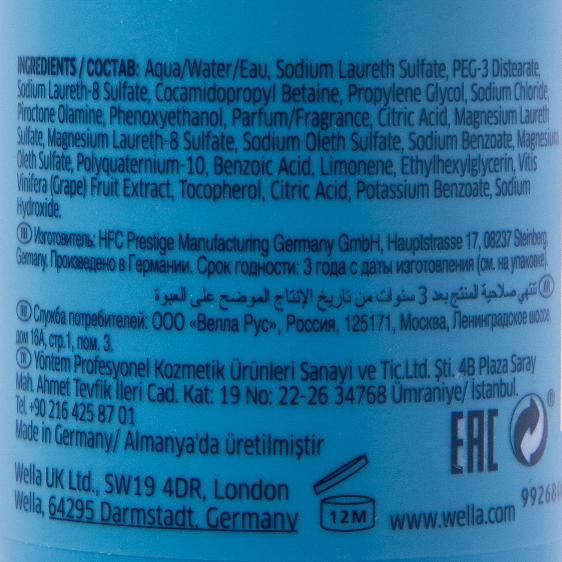 INGREDIENTS / СОСТАВ: Aqua/Water/Eau, Sodium Laureth Sulfate, PEG-3 Distearate,
Sodium Laureth-8 Sulfate, Cocamidopropyl Betaine, Propylene Glycol, Sodium Chloride,
Piroctone Olamine, Phenoxyethanol, Parfum/Fragrance, Citric Acid, Magnesium Laureth
Sulfate, Magnesium Laureth-8 Sulfate, Sodium Oleth Sulfate, Sodium Benzoate, Magnesium
Oleth Sulfate, Polyquaternium-10, Benzoic Acid, Limonene, Ethylhexylglycerin, Vitis
Vinifera (Grape) Fruit Extract, Tocopherol, Citric Acid, Potassium Benzoate, Sodium
Hydroxide.
RU Изготовитель: HFC Prestige Manufacturing Germany GmbH, Hauptstrasse 17, 08237 Steinberg,
Germany. Произведено в Германии. Срок годности: 3 года с даты изготовления (см. на упаковке).
AR تنتهي صلاحية المنتج بعد 3 سنوات من تاريخ الإنتاج الموضح على العبوة
RU Служба потребителей: ООО «Велла Рус», Россия, 125171, Москва, Ленинградское шоссе,
дом 16А, стр.1, пом. 3.
TR Yöntem Profesyonel Kozmetik Ürünleri Sanayi ve Tic.Ltd. Şti. 4B Plaza Saray
Mah. Ahmet Tevfik İleri Cad. Kat: 19 No: 22-26 34768 Ümraniye/ İstanbul.
Tel. +90 216 425 87 01
Made in Germany/ Almanya'da üretilmiştir
EAC
Wella UK Ltd., SW19 4DR, London
Wella, 64295 Darmstadt, Germany
12M
www.wella.com